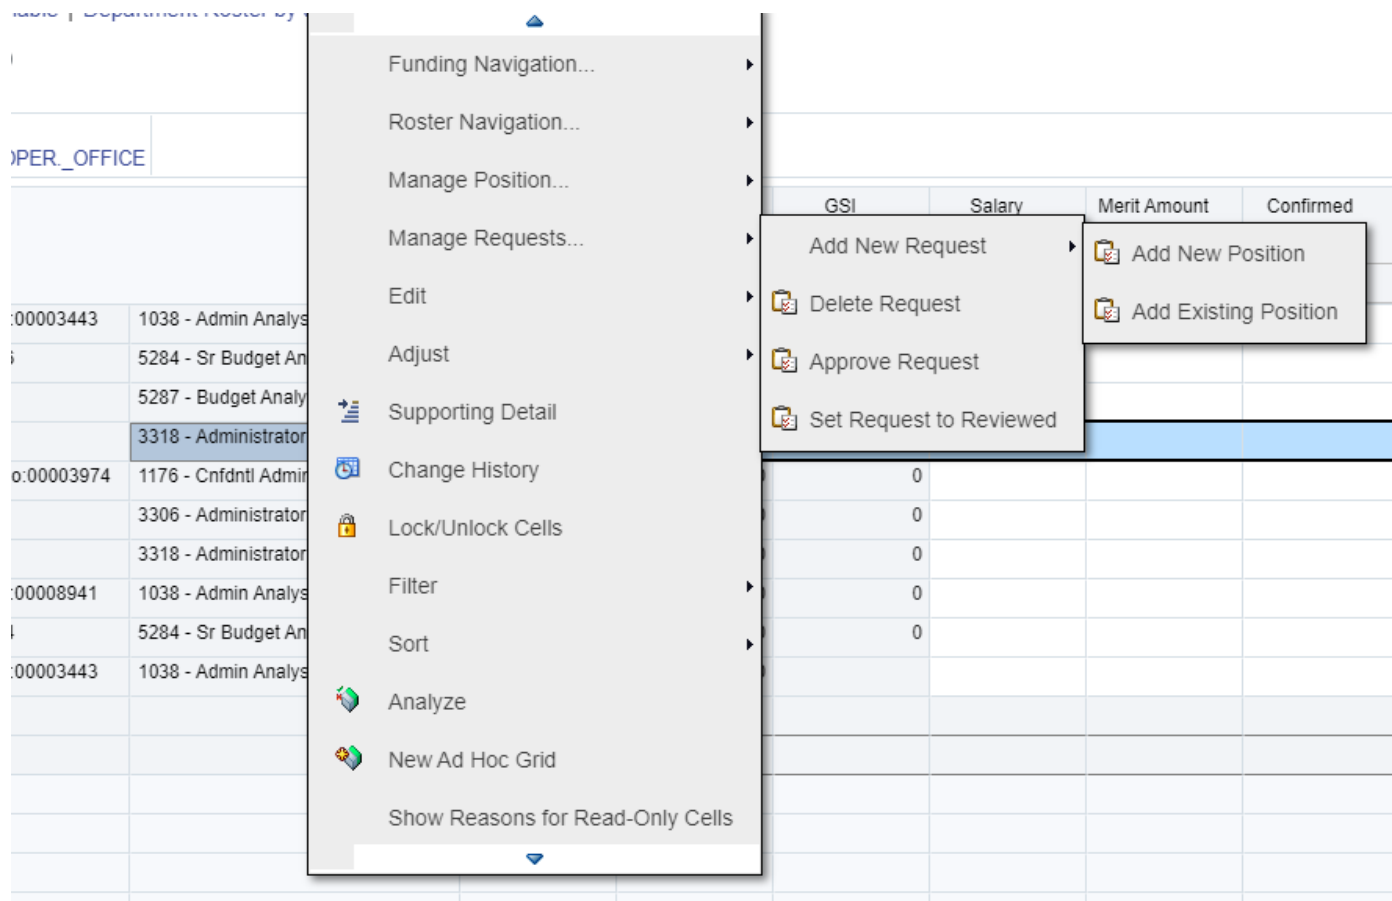 Funding Navigation...
Roster Navigation...
)PER._OFFICE
Manage Position...
GSI Salary Merit Amount Confirmed
Manage Requests...
Add New Request
Add New Position
Edit
Delete Request
Add Existing Position
:00003443 1038 - Admin Analys
Adjust
5284 - Sr Budget An
Approve Request
5287 - Budget Analy
Supporting Detail
Set Request to Reviewed
3318 - Administrator
Change History
o:00003974 1176 - Cnfdntl Admin 0
3306 - Administrator 0
Lock/Unlock Cells
3318 - Administrator 0
Filter
:00008941 1038 - Admin Analys 0
5284 - Sr Budget An 0
Sort
:00003443 1038 - Admin Analys
Analyze
New Ad Hoc Grid
Show Reasons for Read-Only Cells